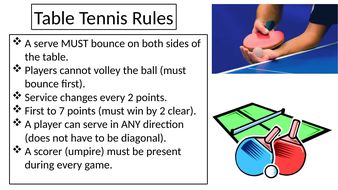 Table Tennis Rules
❖ A serve MUST bounce on both sides of
the table.
❖ Players cannot volley the ball (must
bounce first).
❖ Service changes every 2 points.
❖ First to 7 points (must win by 2 clear).
❖ A player can serve in ANY direction
(does not have to be diagonal).
❖ A scorer (umpire) must be present
during every game.